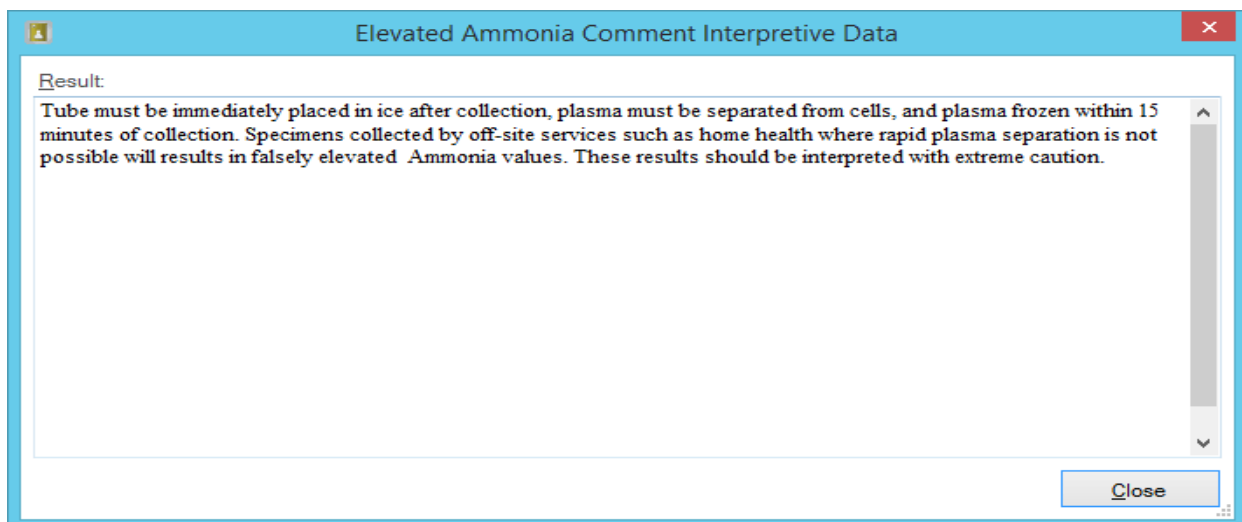 Elevated Ammonia Comment Interpretive Data
Result:
Tube must be immediately placed in ice after collection, plasma must be separated from cells, and plasma frozen within 15
minutes of collection. Specimens collected by off-site services such as home health where rapid plasma separation is not
possible will results in falsely elevated  Ammonia values. These results should be interpreted with extreme caution.
Close